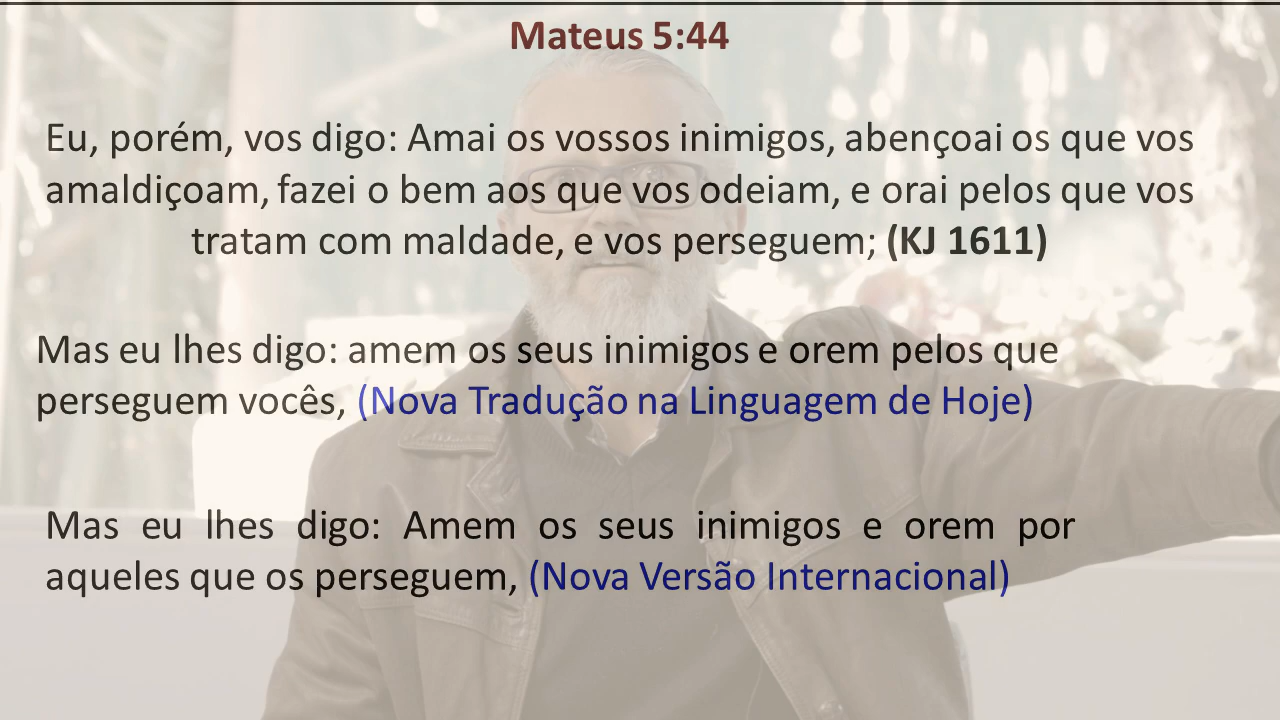 Mateus 5:44
Eu, porém, vos digo: Amai os vossos inimigos, abençoai os que vos
amaldiçoam, fazei o bem aos que vos odeiam, e orai pelos que vos
tratam com maldade, e vos perseguem; (KJ 1611)
Mas eu lhes digo: amem os seus inimigos e orem pelos que
perseguem vocês, (Nova Tradução na Linguagem de Hoje)
Mas eu lhes digo: Amem os seus inimigos e orem por
aqueles que os perseguem, (Nova Versão Internacional)